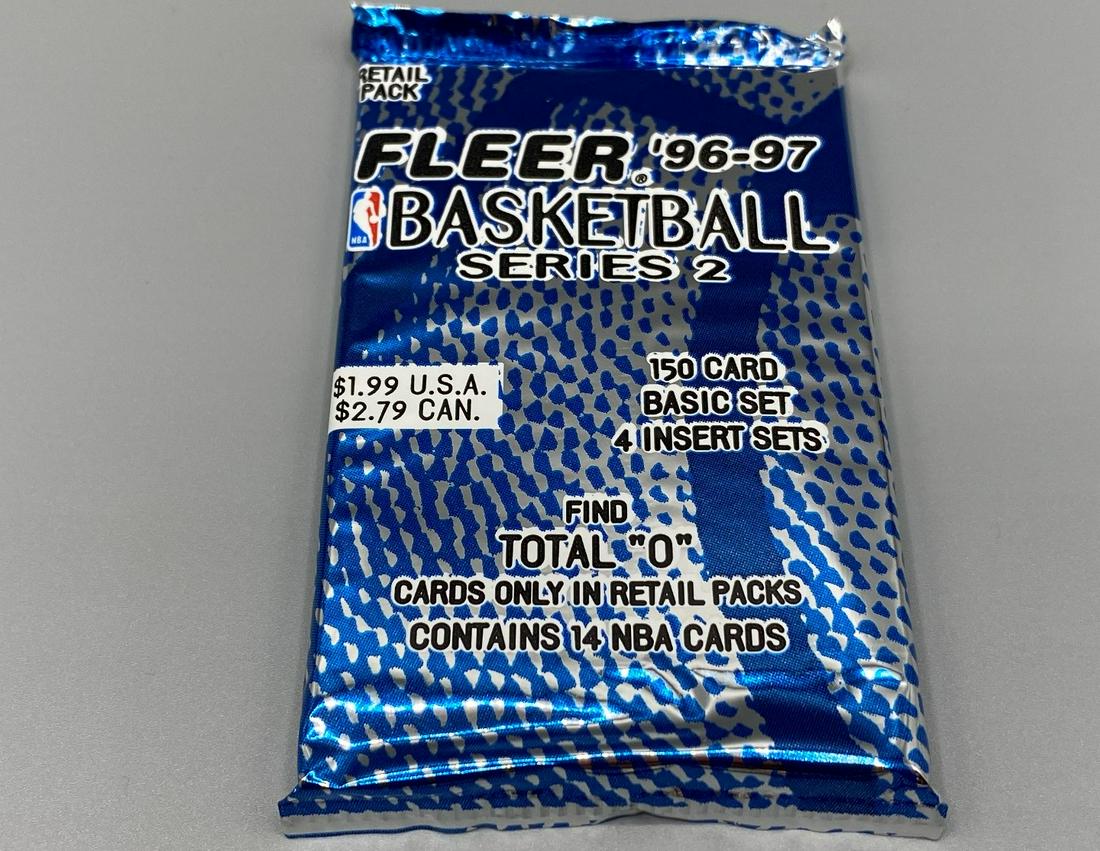 RETAIL
PACK
FLEER® '96-97
NBA BASKETBALL
SERIES 2
$1.99 U.S.A.
$2.79 CAN.
150 CARD
BASIC SET
4 INSERT SETS
FIND
TOTAL "O"
CARDS ONLY IN RETAIL PACKS
CONTAINS 14 NBA CARDS